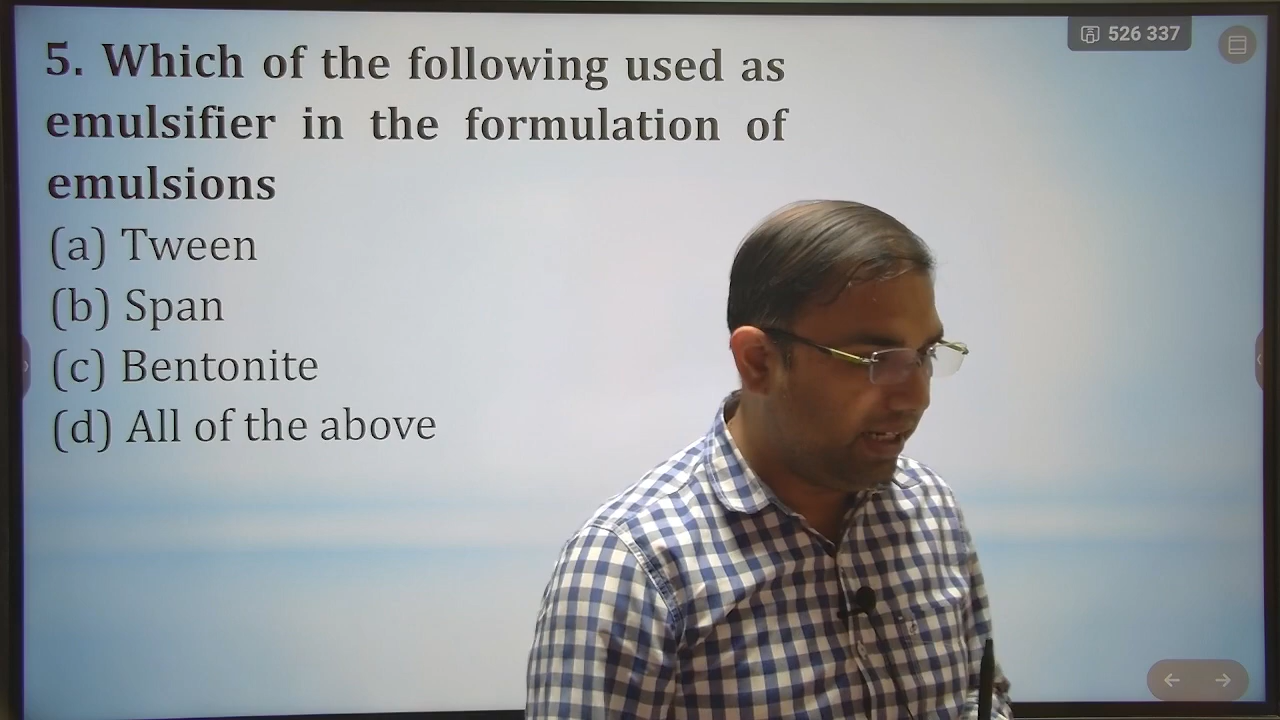 526 337
5. Which of the following used as
emulsifier in the formulation of
emulsions
(a) Tween
(b) Span
(c) Bentonite
(d) All of the above